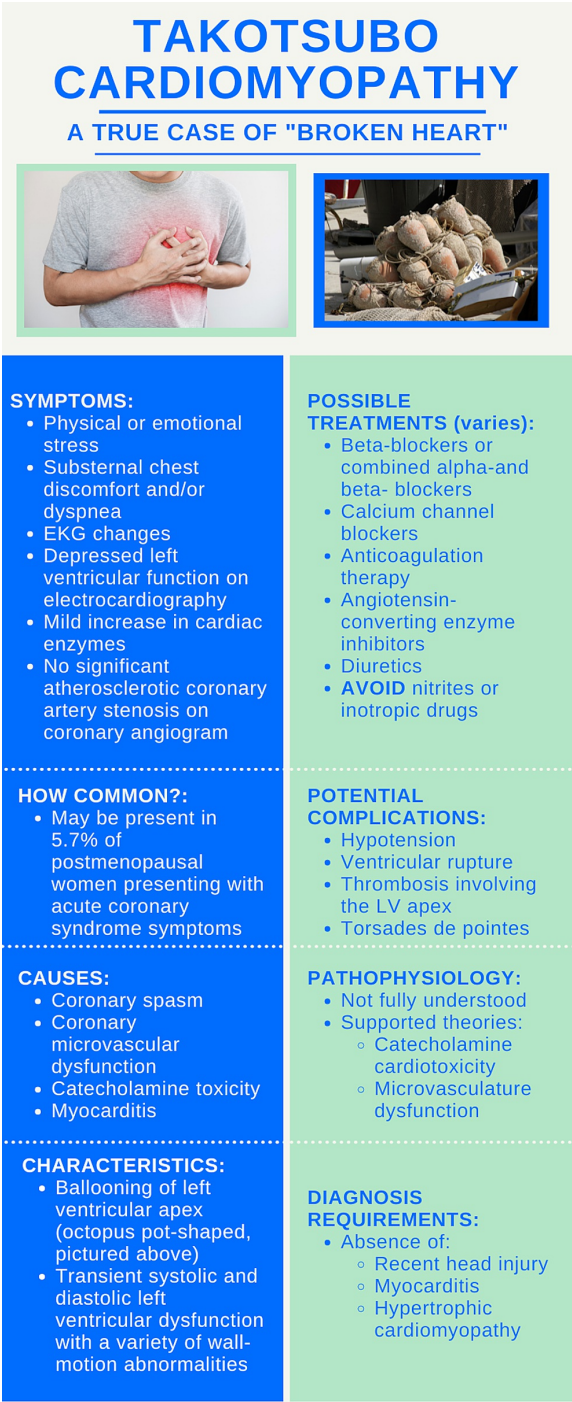 TAKOTSUBO
CARDIOMYOPATHY
A TRUE CASE OF "BROKEN HEART"
SYMPTOMS:
• Physical or emotional
stress
• Substernal chest
discomfort and/or
dyspnea
• EKG changes
• Depressed left
ventricular function on
electrocardiography
• Mild increase in cardiac
enzymes
• No significant
atherosclerotic coronary
artery stenosis on
coronary angiogram
POSSIBLE
TREATMENTS (varies):
• Beta-blockers or
combined alpha-and
beta- blockers
• Calcium channel
blockers
• Anticoagulation
therapy
• Angiotensin-
converting enzyme
inhibitors
• Diuretics
• AVOID nitrites or
inotropic drugs
HOW COMMON?:
• May be present in
5.7% of
postmenopausal
women presenting with
acute coronary
syndrome symptoms
POTENTIAL
COMPLICATIONS:
• Hypotension
• Ventricular rupture
• Thrombosis involving
the LV apex
• Torsades de pointes
CAUSES:
• Coronary spasm
• Coronary
microvascular
dysfunction
• Catecholamine toxicity
• Myocarditis
PATHOPHYSIOLOGY:
• Not fully understood
• Supported theories:
◦ Catecholamine
cardiotoxicity
◦ Microvasculature
dysfunction
CHARACTERISTICS:
• Ballooning of left
ventricular apex
(octopus pot-shaped,
pictured above)
• Transient systolic and
diastolic left
ventricular dysfunction
with a variety of wall-
motion abnormalities
DIAGNOSIS
REQUIREMENTS:
• Absence of:
◦ Recent head injury
◦ Myocarditis
◦ Hypertrophic
cardiomyopathy